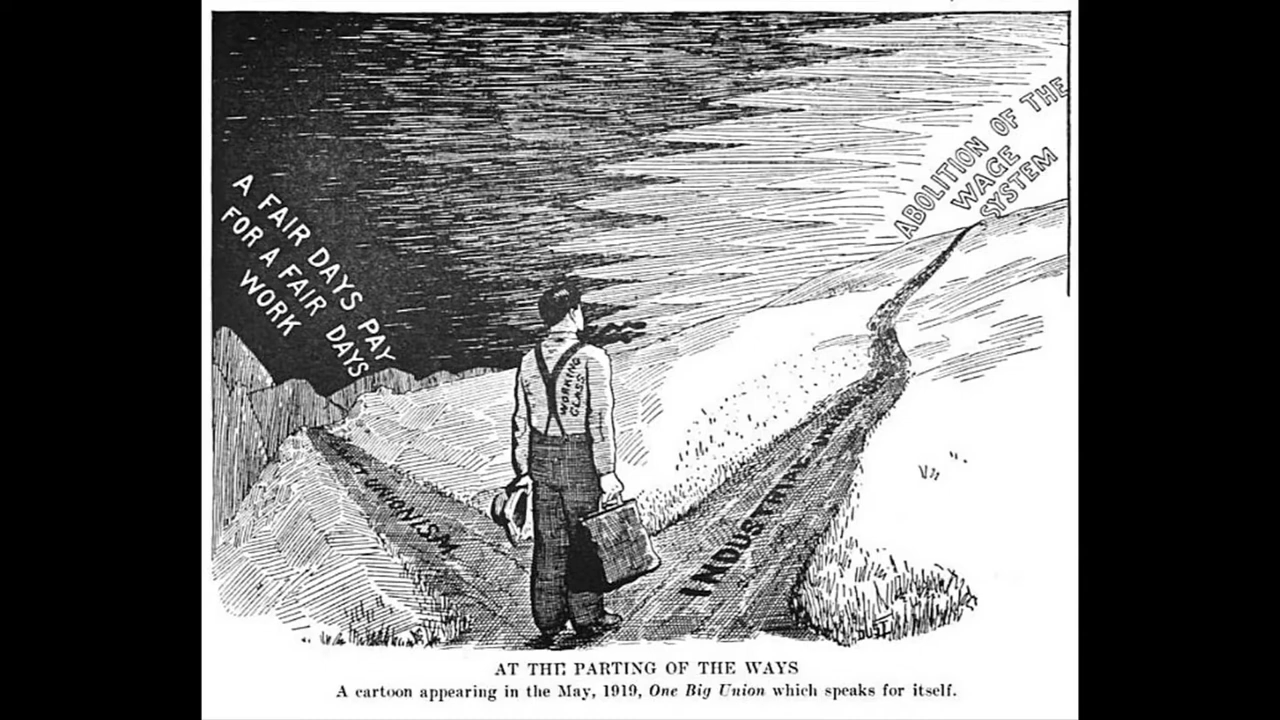 A FAIR DAYS PAY
FOR A FAIR DAYS
WORK
ABOLITION OF THE
WAGE
SYSTEM
WORKING
CLASS
UNIONISM
INDUSTRIAL
AT THE PARTING OF THE WAYS
A cartoon appearing in the May, 1919, One Big Union which speaks for itself.